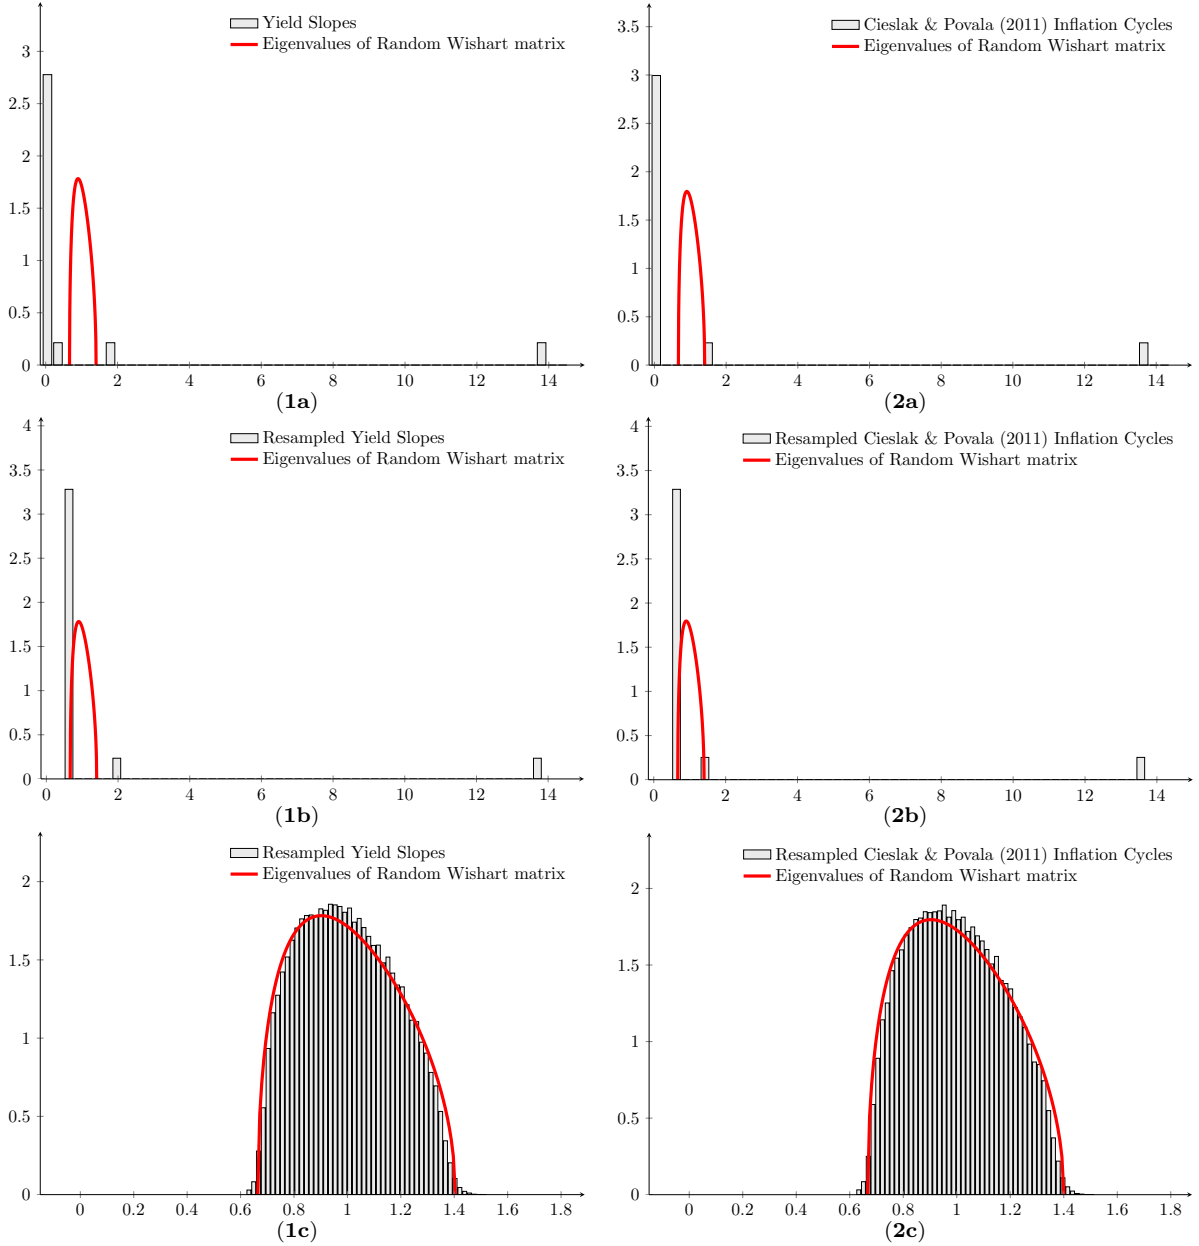 Yield Slopes
Eigenvalues of Random Wishart matrix
3
2.5
2
1.5
1
0.5
0
0 2 4 6 8 10 12 14
(1a)
Cieslak & Povala (2011) Inflation Cycles
Eigenvalues of Random Wishart matrix
3.5
3
2.5
2
1.5
1
0.5
0
0 2 4 6 8 10 12 14
(2a)
Resampled Yield Slopes
Eigenvalues of Random Wishart matrix
4
3.5
3
2.5
2
1.5
1
0.5
0
0 2 4 6 8 10 12 14
(1b)
Resampled Cieslak & Povala (2011) Inflation Cycles
Eigenvalues of Random Wishart matrix
4
3.5
3
2.5
2
1.5
1
0.5
0
0 2 4 6 8 10 12 14
(2b)
Resampled Yield Slopes
Eigenvalues of Random Wishart matrix
2
1.5
1
0.5
0
0 0.2 0.4 0.6 0.8 1 1.2 1.4 1.6 1.8
(1c)
Resampled Cieslak & Povala (2011) Inflation Cycles
Eigenvalues of Random Wishart matrix
2
1.5
1
0.5
0
0 0.2 0.4 0.6 0.8 1 1.2 1.4 1.6 1.8
(2c)